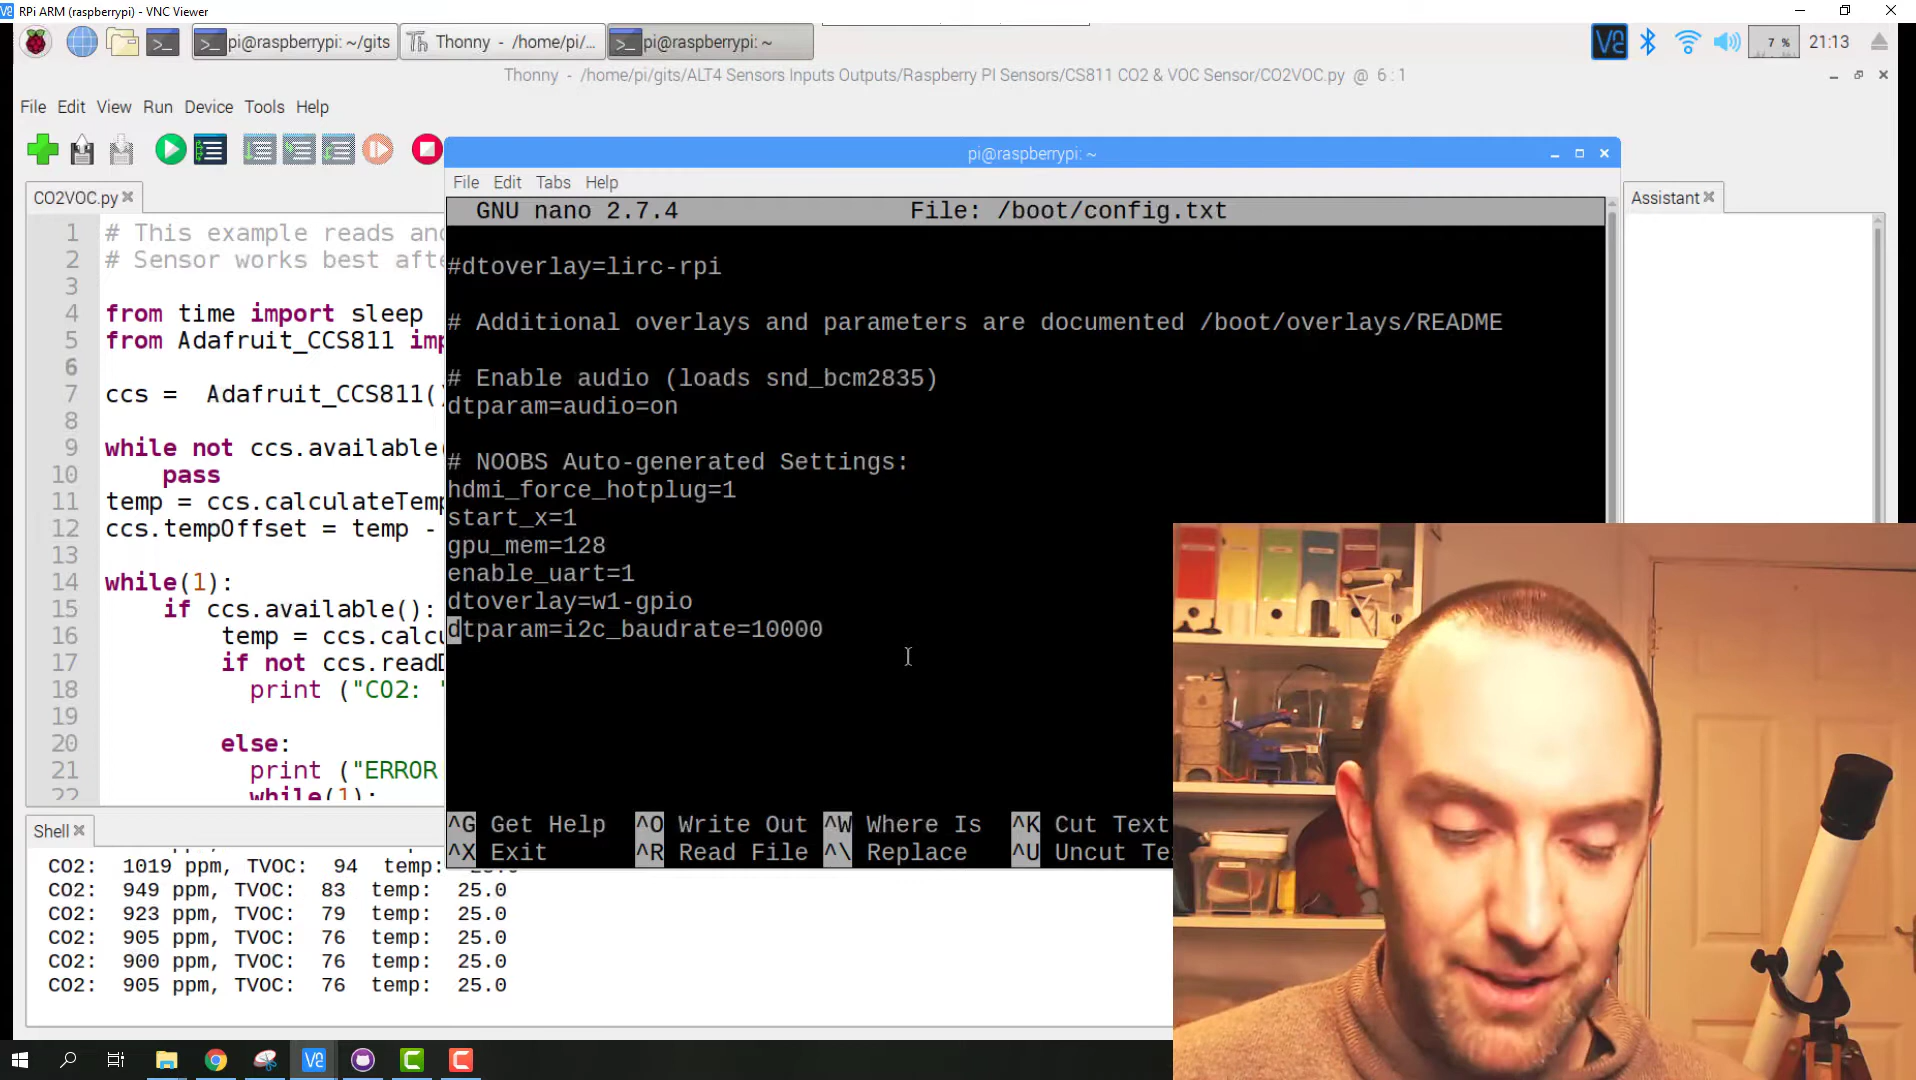 RPi ARM (raspberrypi) - VNC Viewer
pi@raspberrypi: ~/gits
Thonny - /home/pi/...
pi@raspberrypi: ~
7 %
21:13
Thonny - /home/pi/gits/ALT4 Sensors Inputs Outputs/Raspberry PI Sensors/CS811 CO2 & VOC Sensor/CO2VOC.py @ 6 : 1
File Edit View Run Device Tools Help
pi@raspberrypi: ~
File Edit Tabs Help
CO2VOC.py
Assistant
GNU nano 2.7.4 File: /boot/config.txt
#dtoverlay=lirc-rpi
# Additional overlays and parameters are documented /boot/overlays/README
# Enable audio (loads snd_bcm2835)
dtparam=audio=on
# NOOBS Auto-generated Settings:
hdmi_force_hotplug=1
start_x=1
gpu_mem=128
enable_uart=1
dtoverlay=w1-gpio
dtparam=i2c_baudrate=10000
^G Get Help ^O Write Out ^W Where Is ^K Cut Text
^X Exit ^R Read File ^\ Replace ^U Uncut Te
1 # This example reads and
2 # Sensor works best afte
3
4 from time import sleep
5 from Adafruit_CCS811 imp
6
7 ccs = Adafruit_CCS811()
8
9 while not ccs.available(
10 pass
11 temp = ccs.calculateTemp
12 ccs.tempOffset = temp -
13
14 while(1):
15 if ccs.available():
16 temp = ccs.calcu
17 if not ccs.readD
18 print ("CO2: "
19
20 else:
21 print ("ERROR
22 while(1):
Shell
CO2: 1019 ppm, TVOC: 94 temp: 25.0
CO2: 949 ppm, TVOC: 83 temp: 25.0
CO2: 923 ppm, TVOC: 79 temp: 25.0
CO2: 905 ppm, TVOC: 76 temp: 25.0
CO2: 900 ppm, TVOC: 76 temp: 25.0
CO2: 905 ppm, TVOC: 76 temp: 25.0